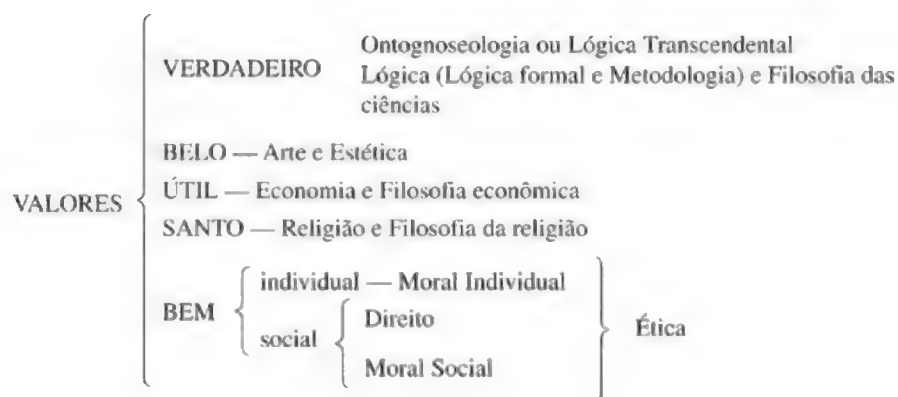 VERDADEIRO
Ontognoseologia ou Lógica Transcendental
Lógica (Lógica formal e Metodologia) e Filosofia das
ciências
BELO — Arte e Estética
VALORES
ÚTIL — Economia e Filosofia econômica
SANTO — Religião e Filosofia da religião
BEM
individual — Moral Individual
social
Direito
Moral Social
Ética